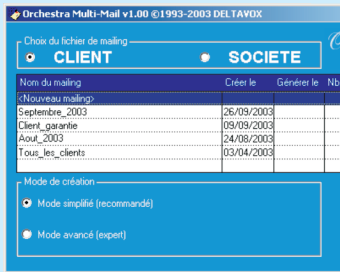 Orchestra Multi-Mail v1.00 ©1993-2003 DELTAVOX
Choix du fichier de mailing
CLIENT SOCIETE
Nom du mailing Créer le Générer le Nb
<Nouveau mailing>
Septembre_2003 26/09/2003
Client_garantie 09/09/2003
Aout_2003 24/08/2003
Tous_les_clients 03/04/2003
Mode de création
Mode simplifié (recommandé)
Mode avancé (expert)